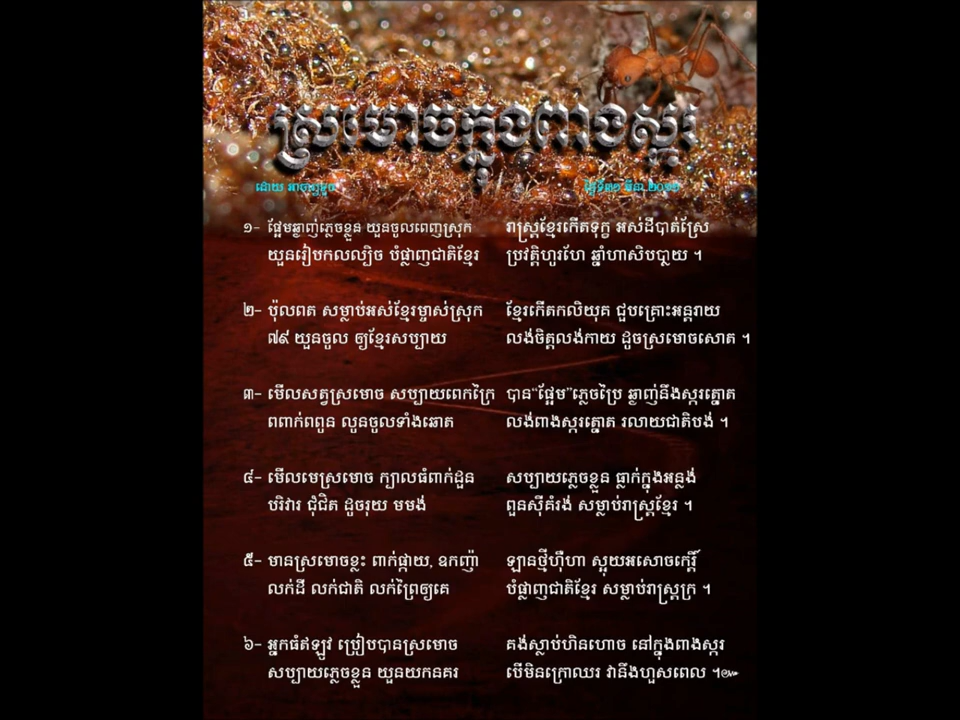 ស្រមោចក្នុងពាងស្ករ
ដោយ
១- ផ្អែមឆ្ងាញ់ភ្លេចខ្លួន យួនចូលពេញស្រុក រាស្ត្រខ្មែរកើតទុក្ខ អស់ដីបាត់ស្រែ
យួនរៀបកលល្បិច បំផ្លាញជាតិខ្មែរ ប្រវត្តិហូរហែ ឆ្នាំហាសិបបា្លយ ។
២- ប៉ុលពត សម្លាប់អស់ខ្មែរម្ចាស់ស្រុក ខ្មែរកើតកលិយុគ ជួបគ្រោះអន្តរាយ
៧៩ យួនចូល ឲ្យខ្មែរសប្បាយ លង់ចិត្តលង់កាយ ដូចស្រមោចសោត ។
៣- មើលសត្វស្រមោច សប្បាយពេកក្រៃ បាន“ផ្អែម”ភ្លេចប្រៃ ឆ្ងាញ់នឹងស្ករត្នោត
ពពាក់ពពូន លូនចូលទាំងឆោត លង់ពាងស្ករត្នោត រលាយជាតិបង់ ។
៤- មើលមេស្រមោច ក្បាលធំពាក់ដួន សប្បាយភ្លេចខ្លួន ធ្លាក់ក្នុងអន្លង់
បរិវារ ជុំជិត ដូចរុយ មមង់ ពួនស៊ីគំរង់ សម្លាប់រាស្ត្រខ្មែរ ។
៥- មានស្រមោចខ្លះ ពាក់ផ្កាយ, ឧកញ៉ា ឡានថ្មីហ៊ឺហា ស្អុយអសោចកេរ្តិ៍
លក់ដី លក់ជាតិ លក់ព្រៃឲ្យគេ បំផ្លាញជាតិខ្មែរ សម្លាប់រាស្ត្រក្រ ។
៦- អ្នកធំឥឡូវ ប្រៀបបានស្រមោច គង់ស្លាប់ហិនហោច នៅក្នុងពាងស្ករ
សប្បាយភ្លេចខ្លួន យួនយកនគរ បើមិនក្រោឈរ វានឹងហួសពេល ។